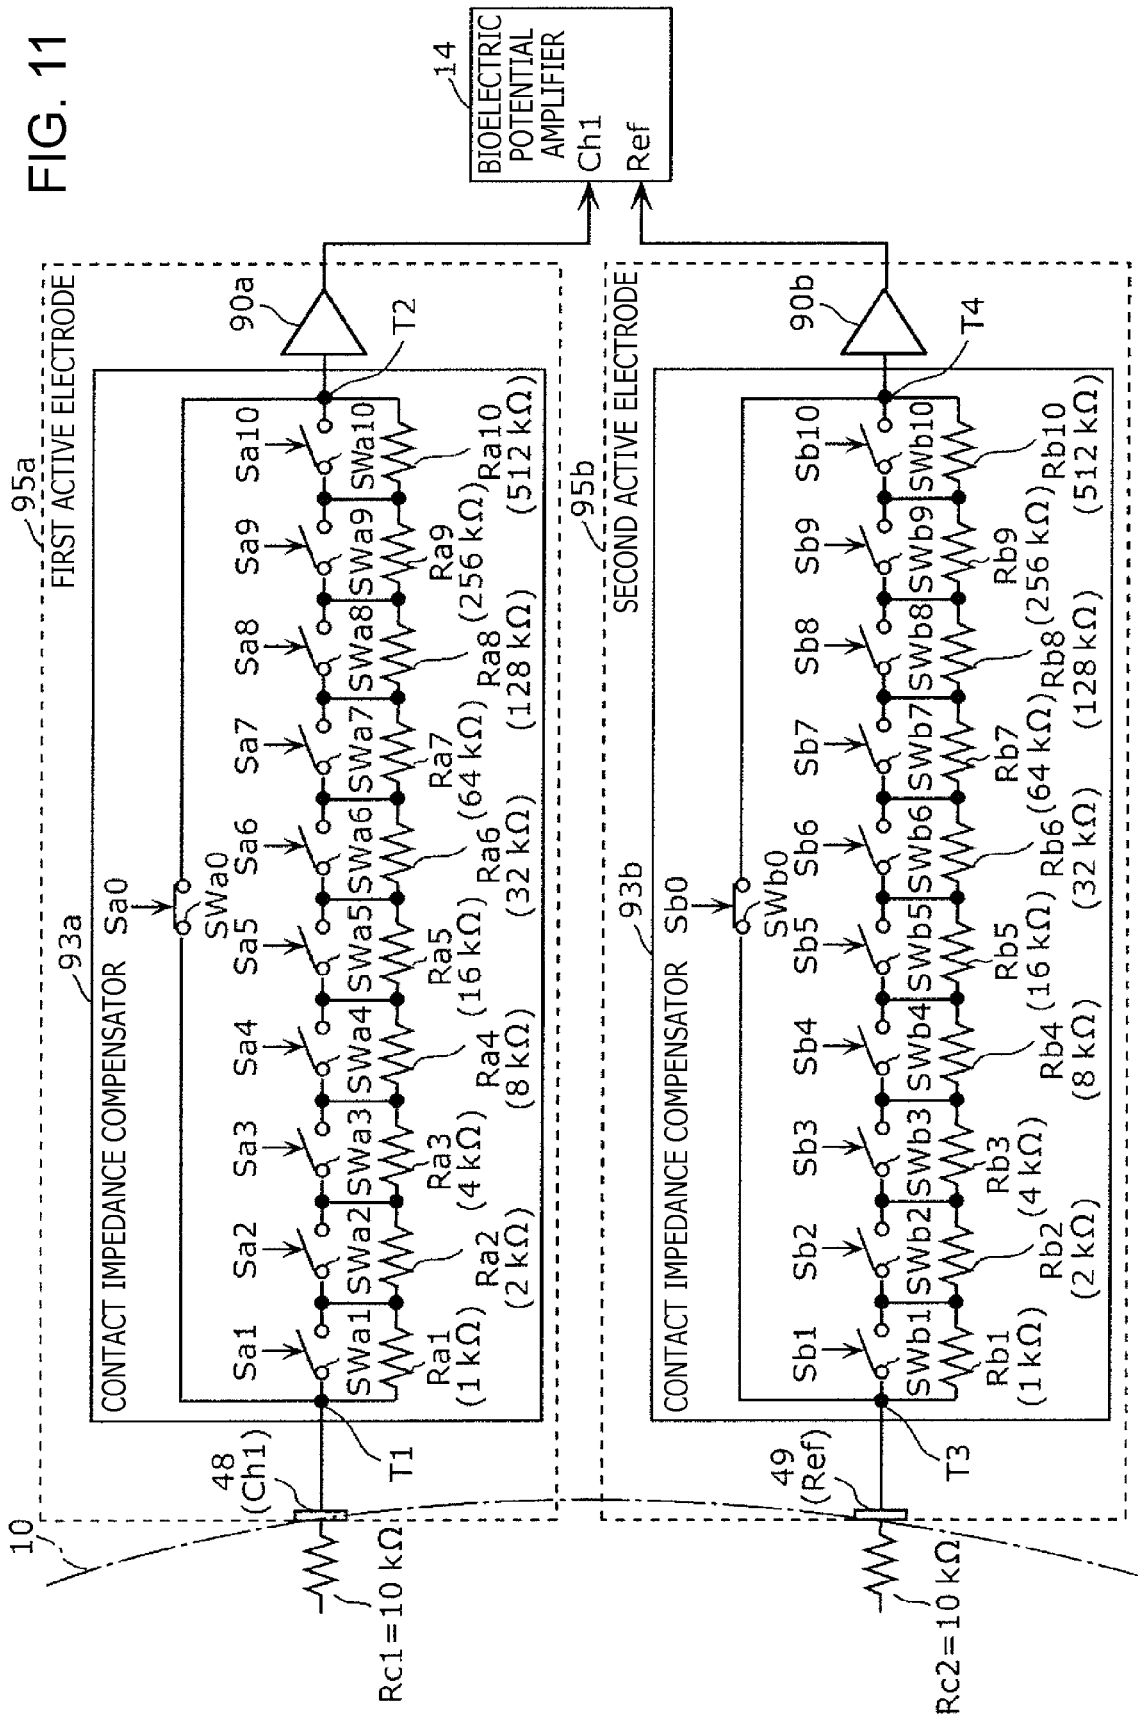 FIG. 11
95a
FIRST ACTIVE ELECTRODE
93a
CONTACT IMPEDANCE COMPENSATOR
Sa0
SWa0
Sa1
Sa2
Sa3
Sa4
Sa5
Sa6
Sa7
Sa8
Sa9
Sa10
SWa1
SWa2
SWa3
SWa4
SWa5
SWa6
SWa7
SWa8
SWa9
SWa10
Ra1
(1 kΩ)
Ra2
(2 kΩ)
Ra3
(4 kΩ)
Ra4
(8 kΩ)
Ra5
(16 kΩ)
Ra6
(32 kΩ)
Ra7
(64 kΩ)
Ra8
(128 kΩ)
Ra9
(256 kΩ)
Ra10
(512 kΩ)
10
48
(Ch1)
T1
Rc1=10 kΩ
90a
T2
14
BIOELECTRIC
POTENTIAL
AMPLIFIER
Ch1
Ref
95b
SECOND ACTIVE ELECTRODE
93b
CONTACT IMPEDANCE COMPENSATOR
Sb0
SWb0
Sb1
Sb2
Sb3
Sb4
Sb5
Sb6
Sb7
Sb8
Sb9
Sb10
SWb1
SWb2
SWb3
SWb4
SWb5
SWb6
SWb7
SWb8
SWb9
SWb10
Rb1
(1 kΩ)
Rb2
(2 kΩ)
Rb3
(4 kΩ)
Rb4
(8 kΩ)
Rb5
(16 kΩ)
Rb6
(32 kΩ)
Rb7
(64 kΩ)
Rb8
(128 kΩ)
Rb9
(256 kΩ)
Rb10
(512 kΩ)
49
(Ref)
T3
Rc2=10 kΩ
90b
T4